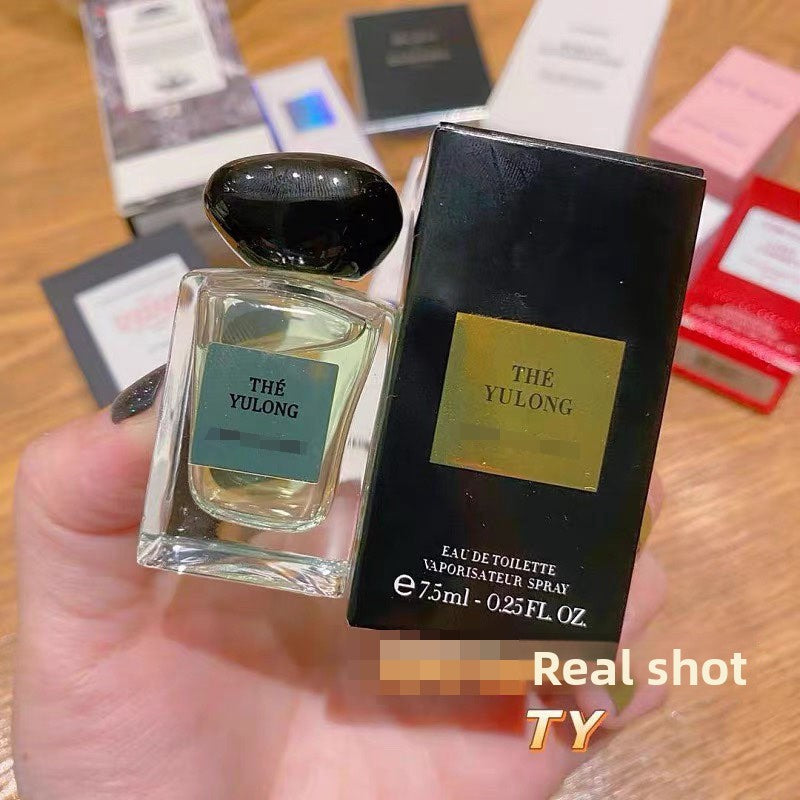 THÉ
YULONG
THÉ
YULONG
EAU DE TOILETTE
VAPORISATEUR SPRAY
e 7.5ml - 0.25 FL. OZ.
Real shot
TY